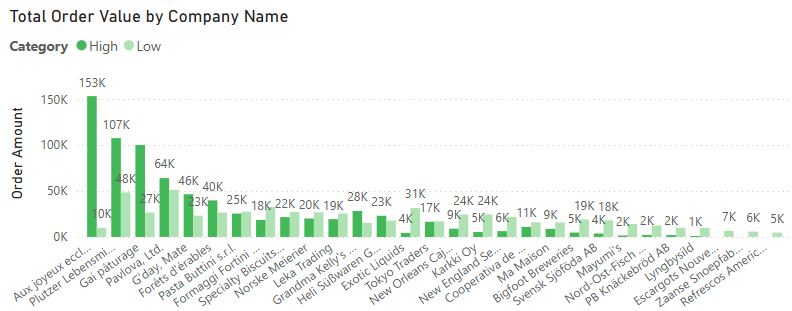 Total Order Value by Company Name
Category High Low
Order Amount
150K
100K
50K
0K
153K
10K
107K
48K
27K
64K
46K
23K
40K
25K
18K
22K
20K
19K
28K
23K
4K
31K
17K
9K
24K
5K
24K
6K
11K
9K
5K
19K
4K
18K
2K
2K
2K
1K
7K
6K
5K
Aux joyeux eccl...
Plutzer Lebensmi...
Gai pâturage
Pavlova, Ltd.
G'day, Mate
Forêts d'érables
Pasta Buttini s.r.l.
Formaggi Fortini ...
Specialty Biscuits...
Norske Meierier
Leka Trading
Grandma Kelly's ...
Heli Süßwaren G...
Exotic Liquids
Tokyo Traders
New Orleans Caj...
Karkki Oy
New England Se...
Cooperativa de ...
Ma Maison
Bigfoot Breweries
Svensk Sjöföda AB
Mayumi's
Nord-Ost-Fisch ...
PB Knäckebröd AB
Lyngbysild
Escargots Nouve...
Zaanse Snoepfab...
Refrescos Americ...